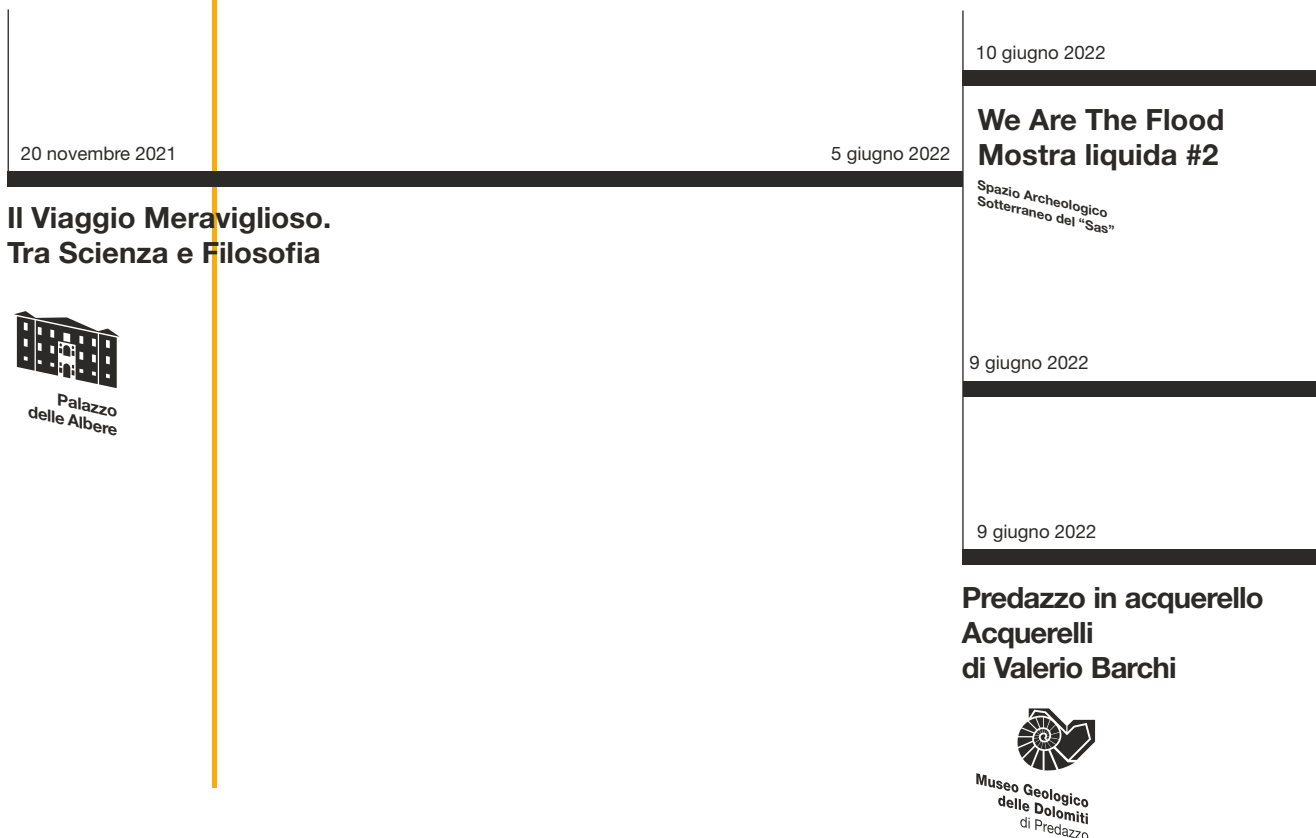 20 novembre 2021
5 giugno 2022
Il Viaggio Meraviglioso.
Tra Scienza e Filosofia
Palazzo
delle Albere
10 giugno 2022
We Are The Flood
Mostra liquida #2
Spazio Archeologico
Sotterraneo del “Sas”
9 giugno 2022
9 giugno 2022
Predazzo in acquerello
Acquerelli
di Valerio Barchi
Museo Geologico
delle Dolomiti
di Predazzo